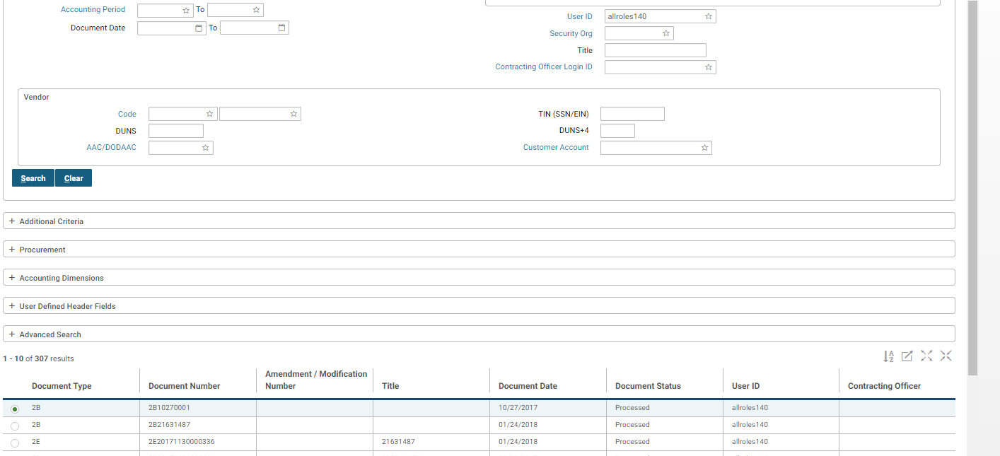 Accounting Period To
User ID allroles140
Document Date To
Security Org
Title
Contracting Officer Login ID
Vendor
Code TIN (SSN/EIN)
DUNS DUNS+4
AAC/DODAAC Customer Account
Search Clear
+ Additional Criteria
+ Procurement
+ Accounting Dimensions
+ User Defined Header Fields
+ Advanced Search
1 - 10 of 307 results
Document Type Document Number Amendment / Modification Number Title Document Date Document Status User ID Contracting Officer
2B 2B10270001 10/27/2017 Processed allroles140
2B 2B21631487 01/24/2018 Processed allroles140
2E 2E20171130000336 21631487 01/24/2018 Processed allroles140